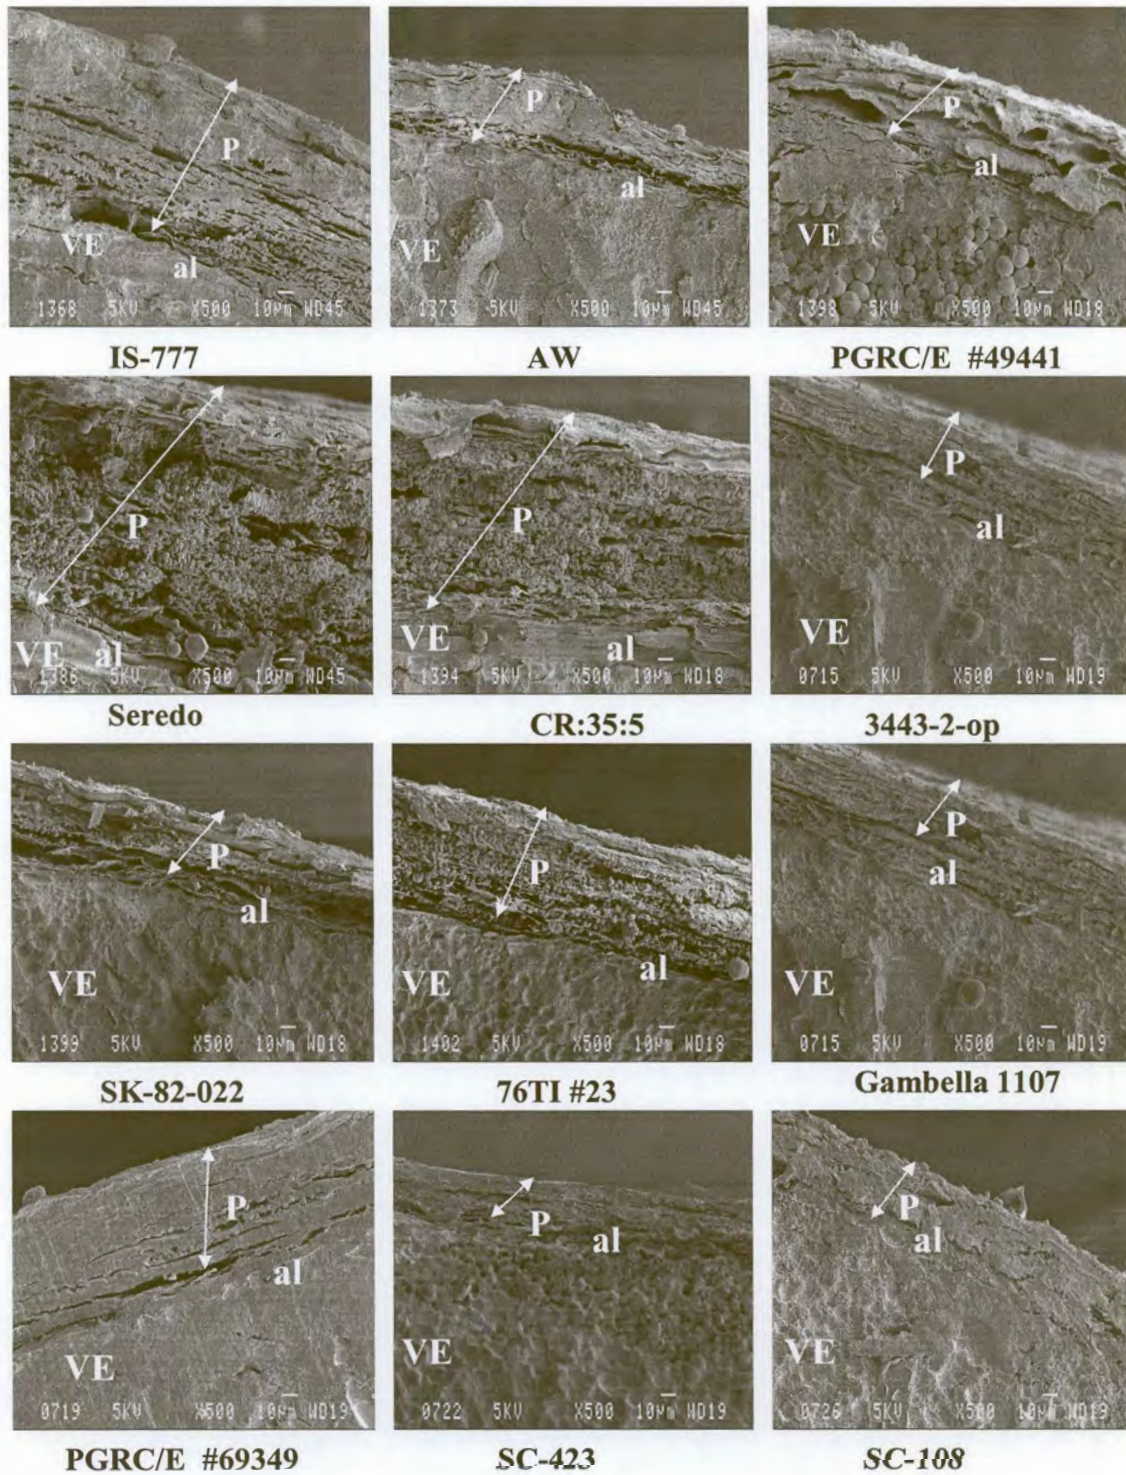 P
VE
al
1368 5KV X500 10µm WD45
IS-777
P
al
VE
1373 5KV X500 10µm WD45
AW
P
al
VE
1398 5KV X500 10µm WD18
PGRC/E #49441
P
VE al
1386 5KV X500 10µm WD45
Seredo
P
VE
al
1394 5KV X500 10µm WD18
CR:35:5
P
al
VE
0715 5KV X500 10µm WD19
3443-2-op
P
al
VE
1399 5KV X500 10µm WD18
SK-82-022
P
al
VE
1402 5KV X500 10µm WD18
76TI #23
P
al
VE
0715 5KV X500 10µm WD19
Gambella 1107
P
al
VE
0719 5KV X500 10µm WD19
PGRC/E #69349
P
al
VE
0722 5KV X500 10µm WD19
SC-423
P
al
VE
0726 5KV X500 10µm WD19
SC-108